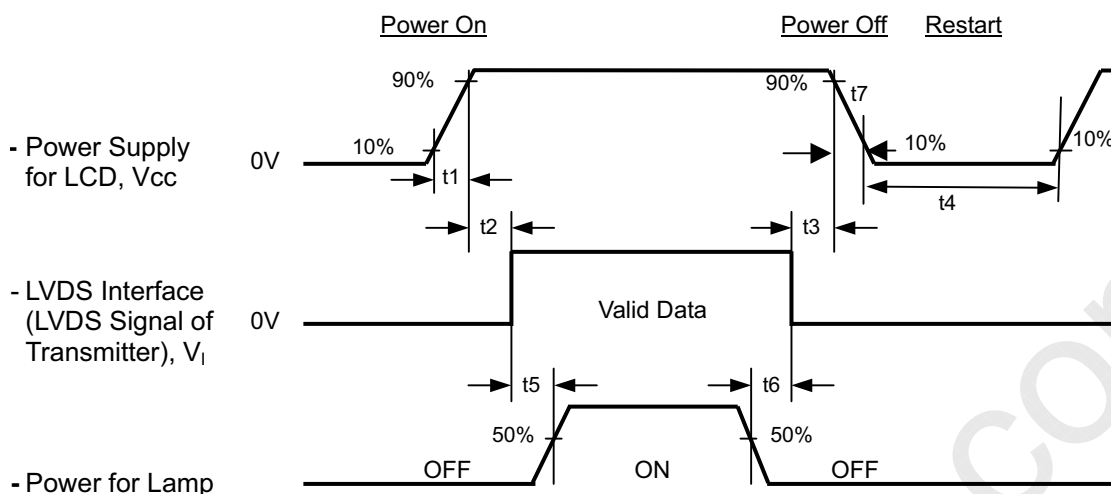 Power On Power Off Restart
90% 90% t7
- Power Supply
for LCD, Vcc
0V 10% 10% 10%
t1 t4
t2 t3
- LVDS Interface
(LVDS Signal of
Transmitter), VI
0V Valid Data
t5 t6
50% 50%
- Power for Lamp
OFF ON OFF